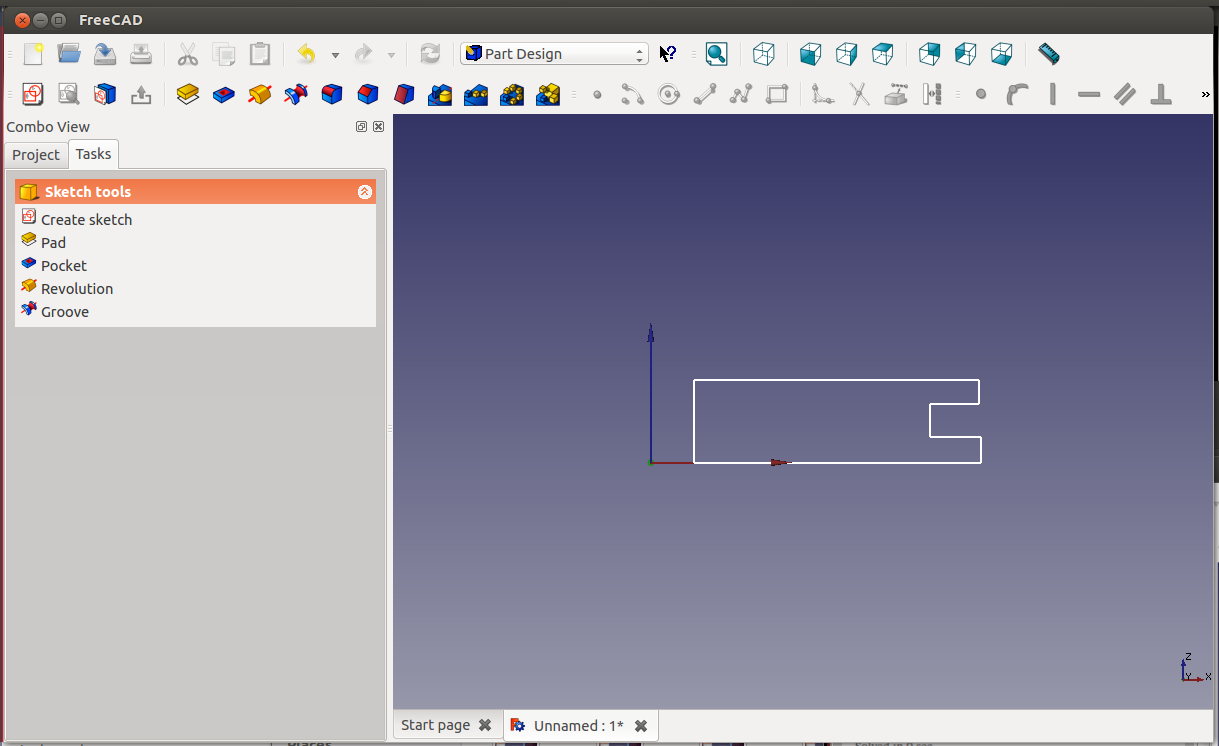 FreeCAD
Part Design
»
Combo View
Project
Tasks
Sketch tools
Create sketch
Pad
Pocket
Revolution
Groove
Z
Y
X
Start page
Unnamed : 1*